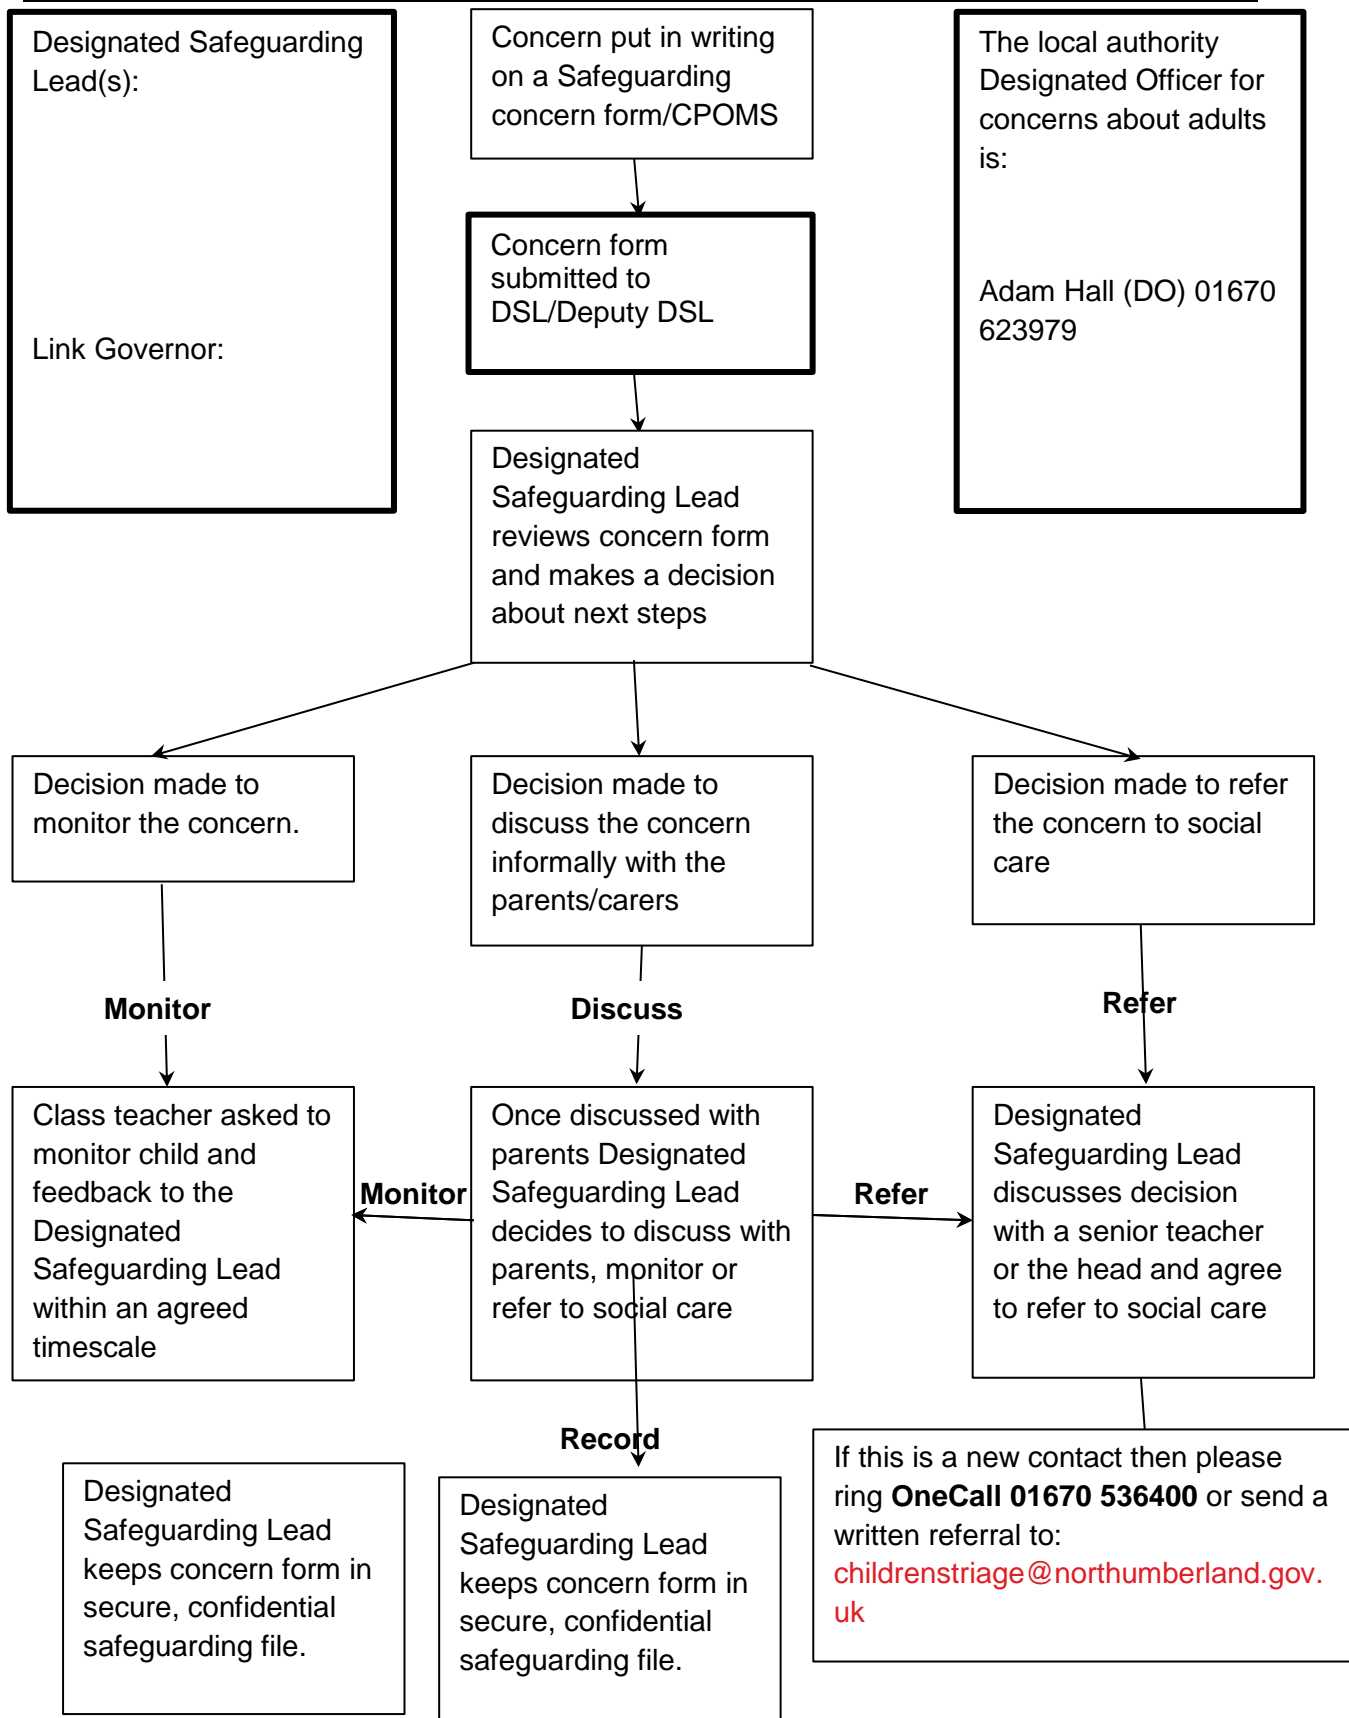 Designated Safeguarding
Lead(s):
Link Governor:
Concern put in writing
on a Safeguarding
concern form/CPOMS
The local authority
Designated Officer for
concerns about adults
is:
Adam Hall (DO) 01670
623979
Concern form
submitted to
DSL/Deputy DSL
Designated
Safeguarding Lead
reviews concern form
and makes a decision
about next steps
Decision made to
monitor the concern.
Decision made to
discuss the concern
informally with the
parents/carers
Decision made to refer
the concern to social
care
Monitor
Discuss
Refer
Class teacher asked to
monitor child and
feedback to the
Designated
Safeguarding Lead
within an agreed
timescale
Monitor
Once discussed with
parents Designated
Safeguarding Lead
decides to discuss with
parents, monitor or
refer to social care
Refer
Designated
Safeguarding Lead
discusses decision
with a senior teacher
or the head and agree
to refer to social care
Record
Designated
Safeguarding Lead
keeps concern form in
secure, confidential
safeguarding file.
Designated
Safeguarding Lead
keeps concern form in
secure, confidential
safeguarding file.
If this is a new contact then please
ring OneCall 01670 536400 or send a
written referral to:
childrenstriage@northumberland.gov.
uk